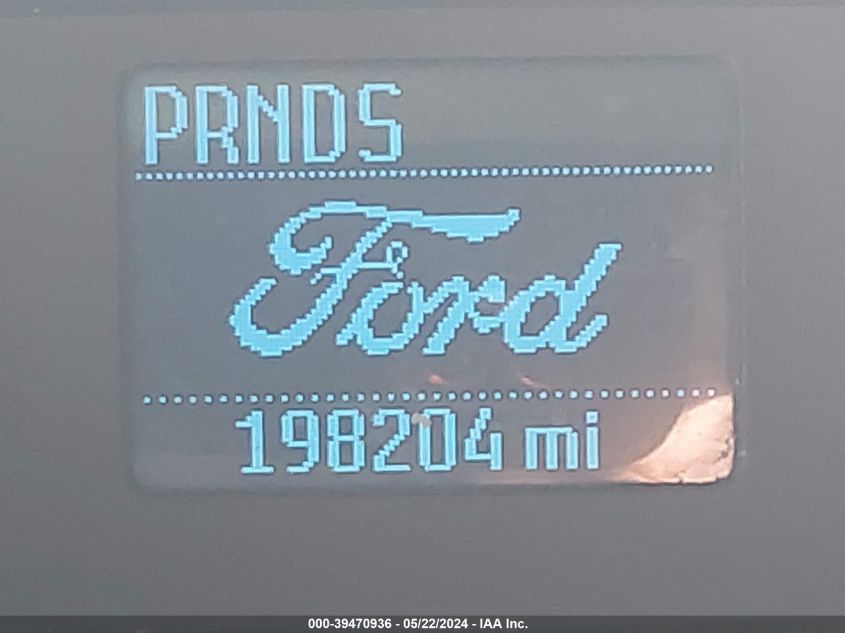 PRNDS
Ford
198204 mi
000-39470936 - 05/22/2024 - IAA Inc.